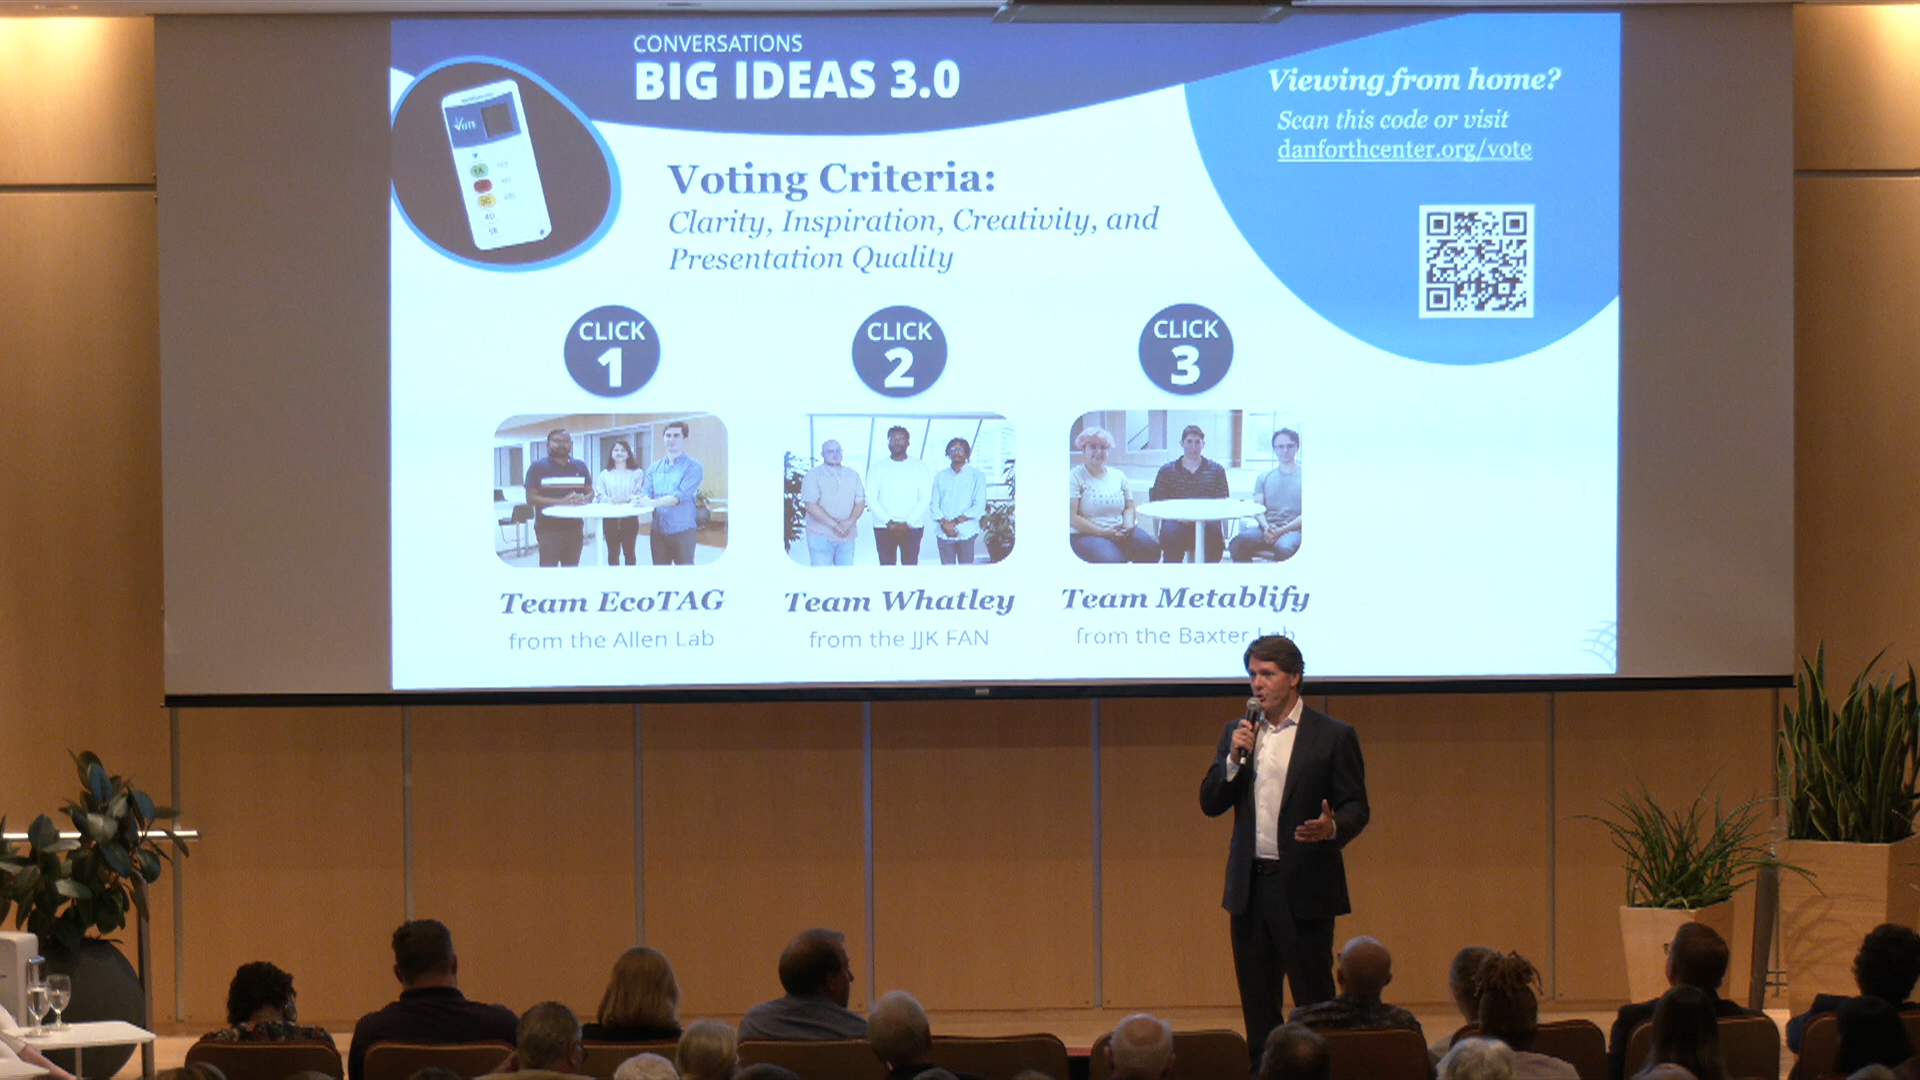 CONVERSATIONS
BIG IDEAS 3.0
Viewing from home?
Scan this code or visit
danforthcenter.org/vote
VOTE
Voting Criteria:
Clarity, Inspiration, Creativity, and
Presentation Quality
CLICK
1
CLICK
2
CLICK
3
Team EcoTAG
from the Allen Lab
Team Whatley
from the JJK FAN
Team Metablify
from the Baxter Lab